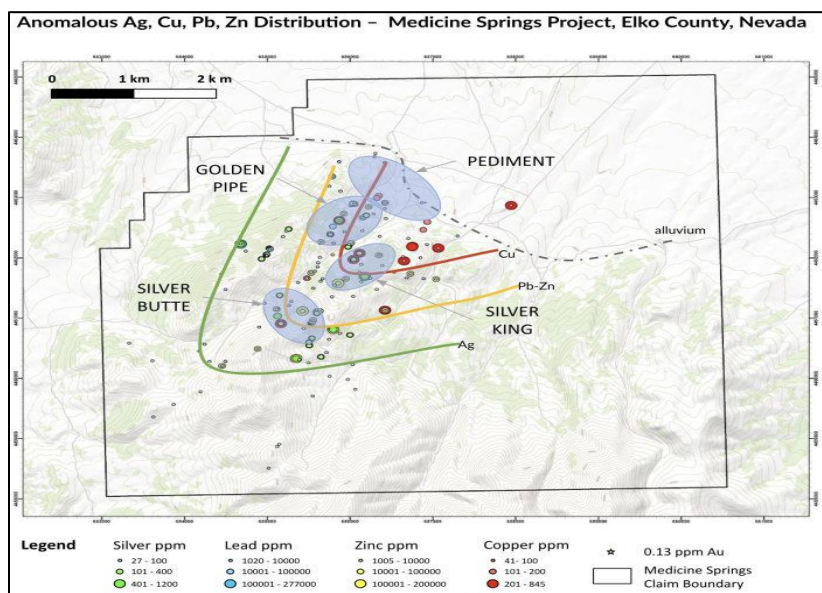 Anomalous Ag, Cu, Pb, Zn Distribution – Medicine Springs Project, Elko County, Nevada
0 1 km 2 km
GOLDEN
PIPE
PEDIMENT
alluvium
Cu
SILVER
BUTTE
Pb-Zn
SILVER
KING
Ag
Legend
Silver ppm
27 - 100
101 - 400
401 - 1200
Lead ppm
1020 - 10000
10001 - 100000
100001 - 277000
Zinc ppm
1005 - 10000
10001 - 100000
100001 - 200000
Copper ppm
41 - 100
101 - 200
201 - 845
0.13 ppm Au
Medicine Springs
Claim Boundary